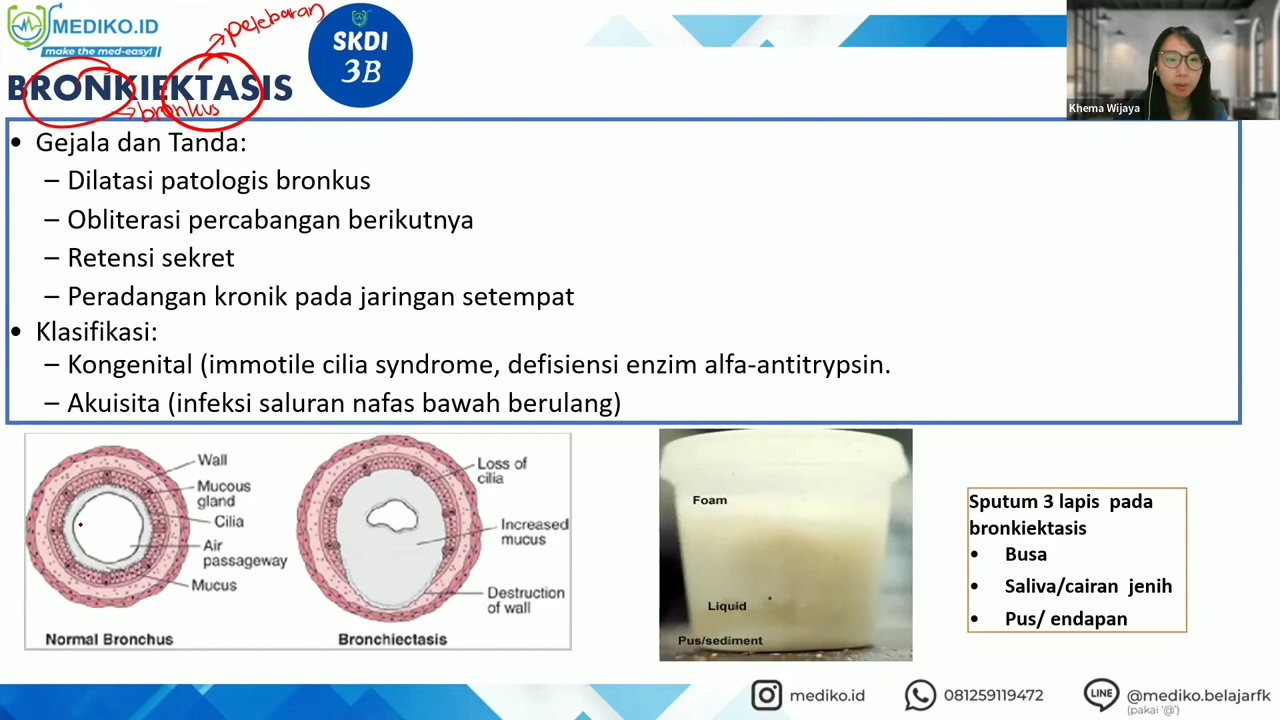 MEDIKO.ID
make the med-easy!
pelebaran
SKDI
3B
BRONKIEKTASIS
bronkus
Khema Wijaya
• Gejala dan Tanda:
– Dilatasi patologis bronkus
– Obliterasi percabangan berikutnya
– Retensi sekret
– Peradangan kronik pada jaringan setempat
• Klasifikasi:
– Kongenital (immotile cilia syndrome, defisiensi enzim alfa-antitrypsin.
– Akuisita (infeksi saluran nafas bawah berulang)
Wall
Mucous
gland
Cilia
Air
passageway
Mucus
Normal Bronchus
Loss of
cilia
Increased
mucus
Destruction
of wall
Bronchiectasis
Foam
Liquid
Pus/sediment
Sputum 3 lapis pada
bronkiektasis
• Busa
• Saliva/cairan jenih
• Pus/ endapan
mediko.id
081259119472
LINE
@mediko.belajarfk
(pakai '@')